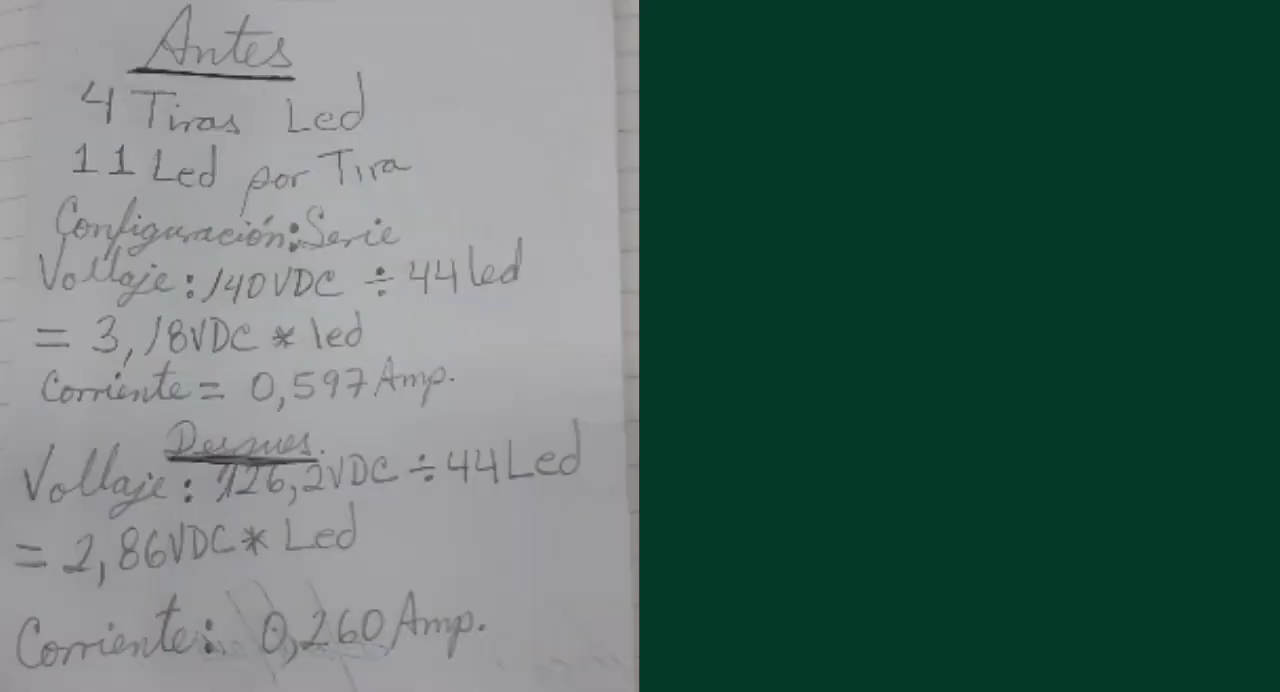 Antes
4 Tiras Led
11 Led por Tira
Configuración: Serie
Voltaje: 140VDC ÷ 44 led
= 3,18VDC * led
Corriente = 0,597 Amp.
Despues.
Voltaje: 126,2VDC ÷ 44 Led
= 2,86VDC * Led
Corriente: 0,260 Amp.